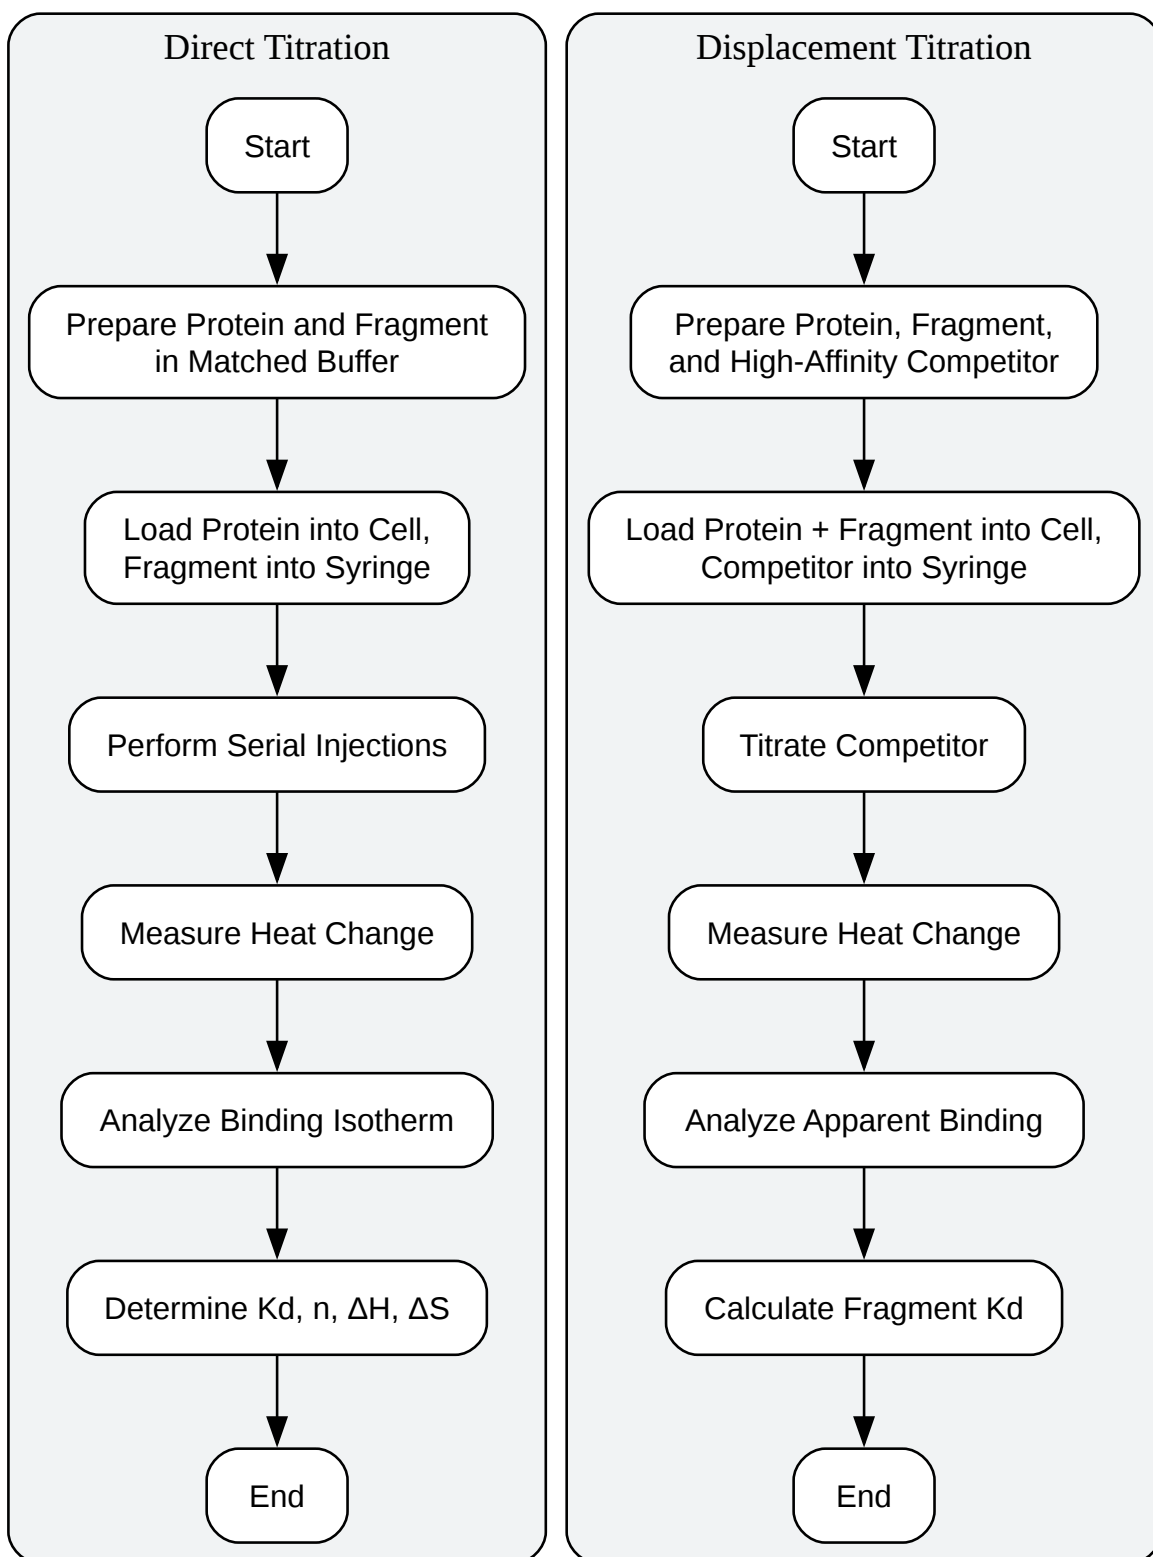 Direct Titration
Start
Prepare Protein and Fragment
in Matched Buffer
Load Protein into Cell,
Fragment into Syringe
Perform Serial Injections
Measure Heat Change
Analyze Binding Isotherm
Determine Kd, n, ΔH, ΔS
End
Displacement Titration
Start
Prepare Protein, Fragment,
and High-Affinity Competitor
Load Protein + Fragment into Cell,
Competitor into Syringe
Titrate Competitor
Measure Heat Change
Analyze Apparent Binding
Calculate Fragment Kd
End